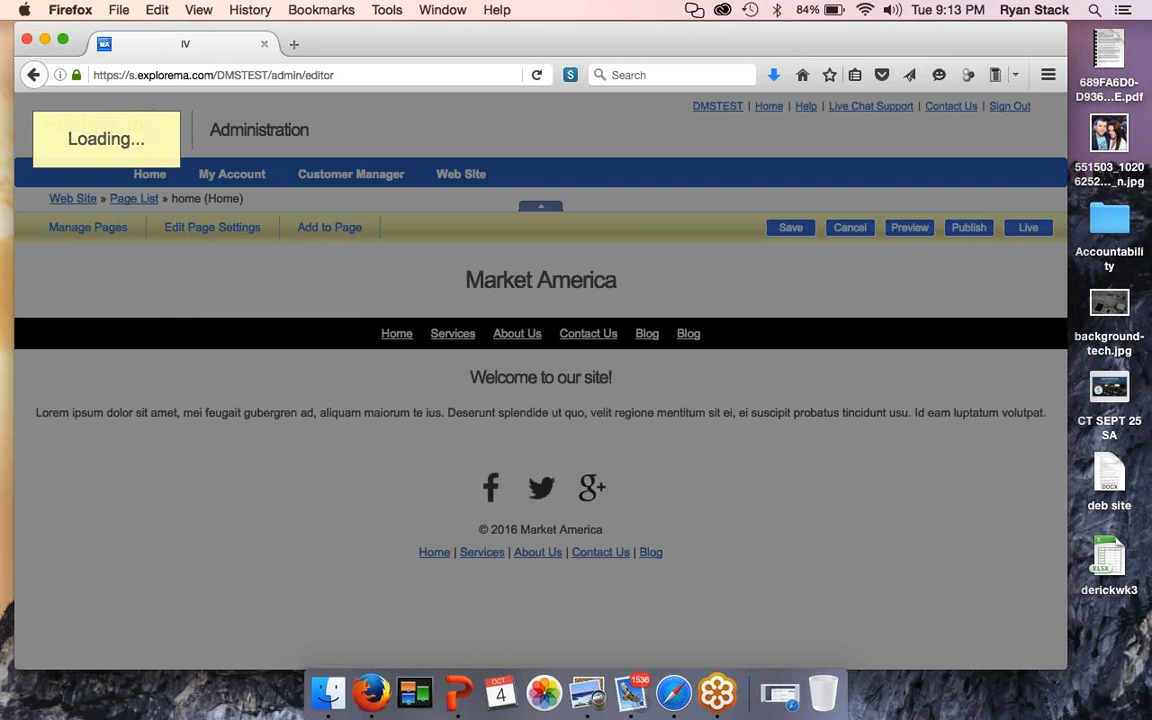 Firefox File Edit View History Bookmarks Tools Window Help 84% Tue 9:13 PM Ryan Stack
MA IV
https://s.explorema.com/DMSTEST/admin/editor S Search
DMSTEST | Home | Help | Live Chat Support | Contact Us | Sign Out
Loading... Administration
Home My Account Customer Manager Web Site
Web Site » Page List » home (Home)
Manage Pages Edit Page Settings Add to Page Save Cancel Preview Publish Live
Market America
Home Services About Us Contact Us Blog Blog
Welcome to our site!
Lorem ipsum dolor sit amet, mei feugait gubergren ad, aliquam maiorum te ius. Deserunt splendide ut quo, velit regione mentitum sit ei, ei suscipit probatus tincidunt usu. Id eam luptatum volutpat.
© 2016 Market America
Home | Services | About Us | Contact Us | Blog
689FA6D0-
D936...E.pdf
551503_1020
6252..._n.jpg
Accountabili
ty
background-
tech.jpg
CT SEPT 25
SA
DOCX
deb site
XLSX
derickwk3
OCT
4
1536